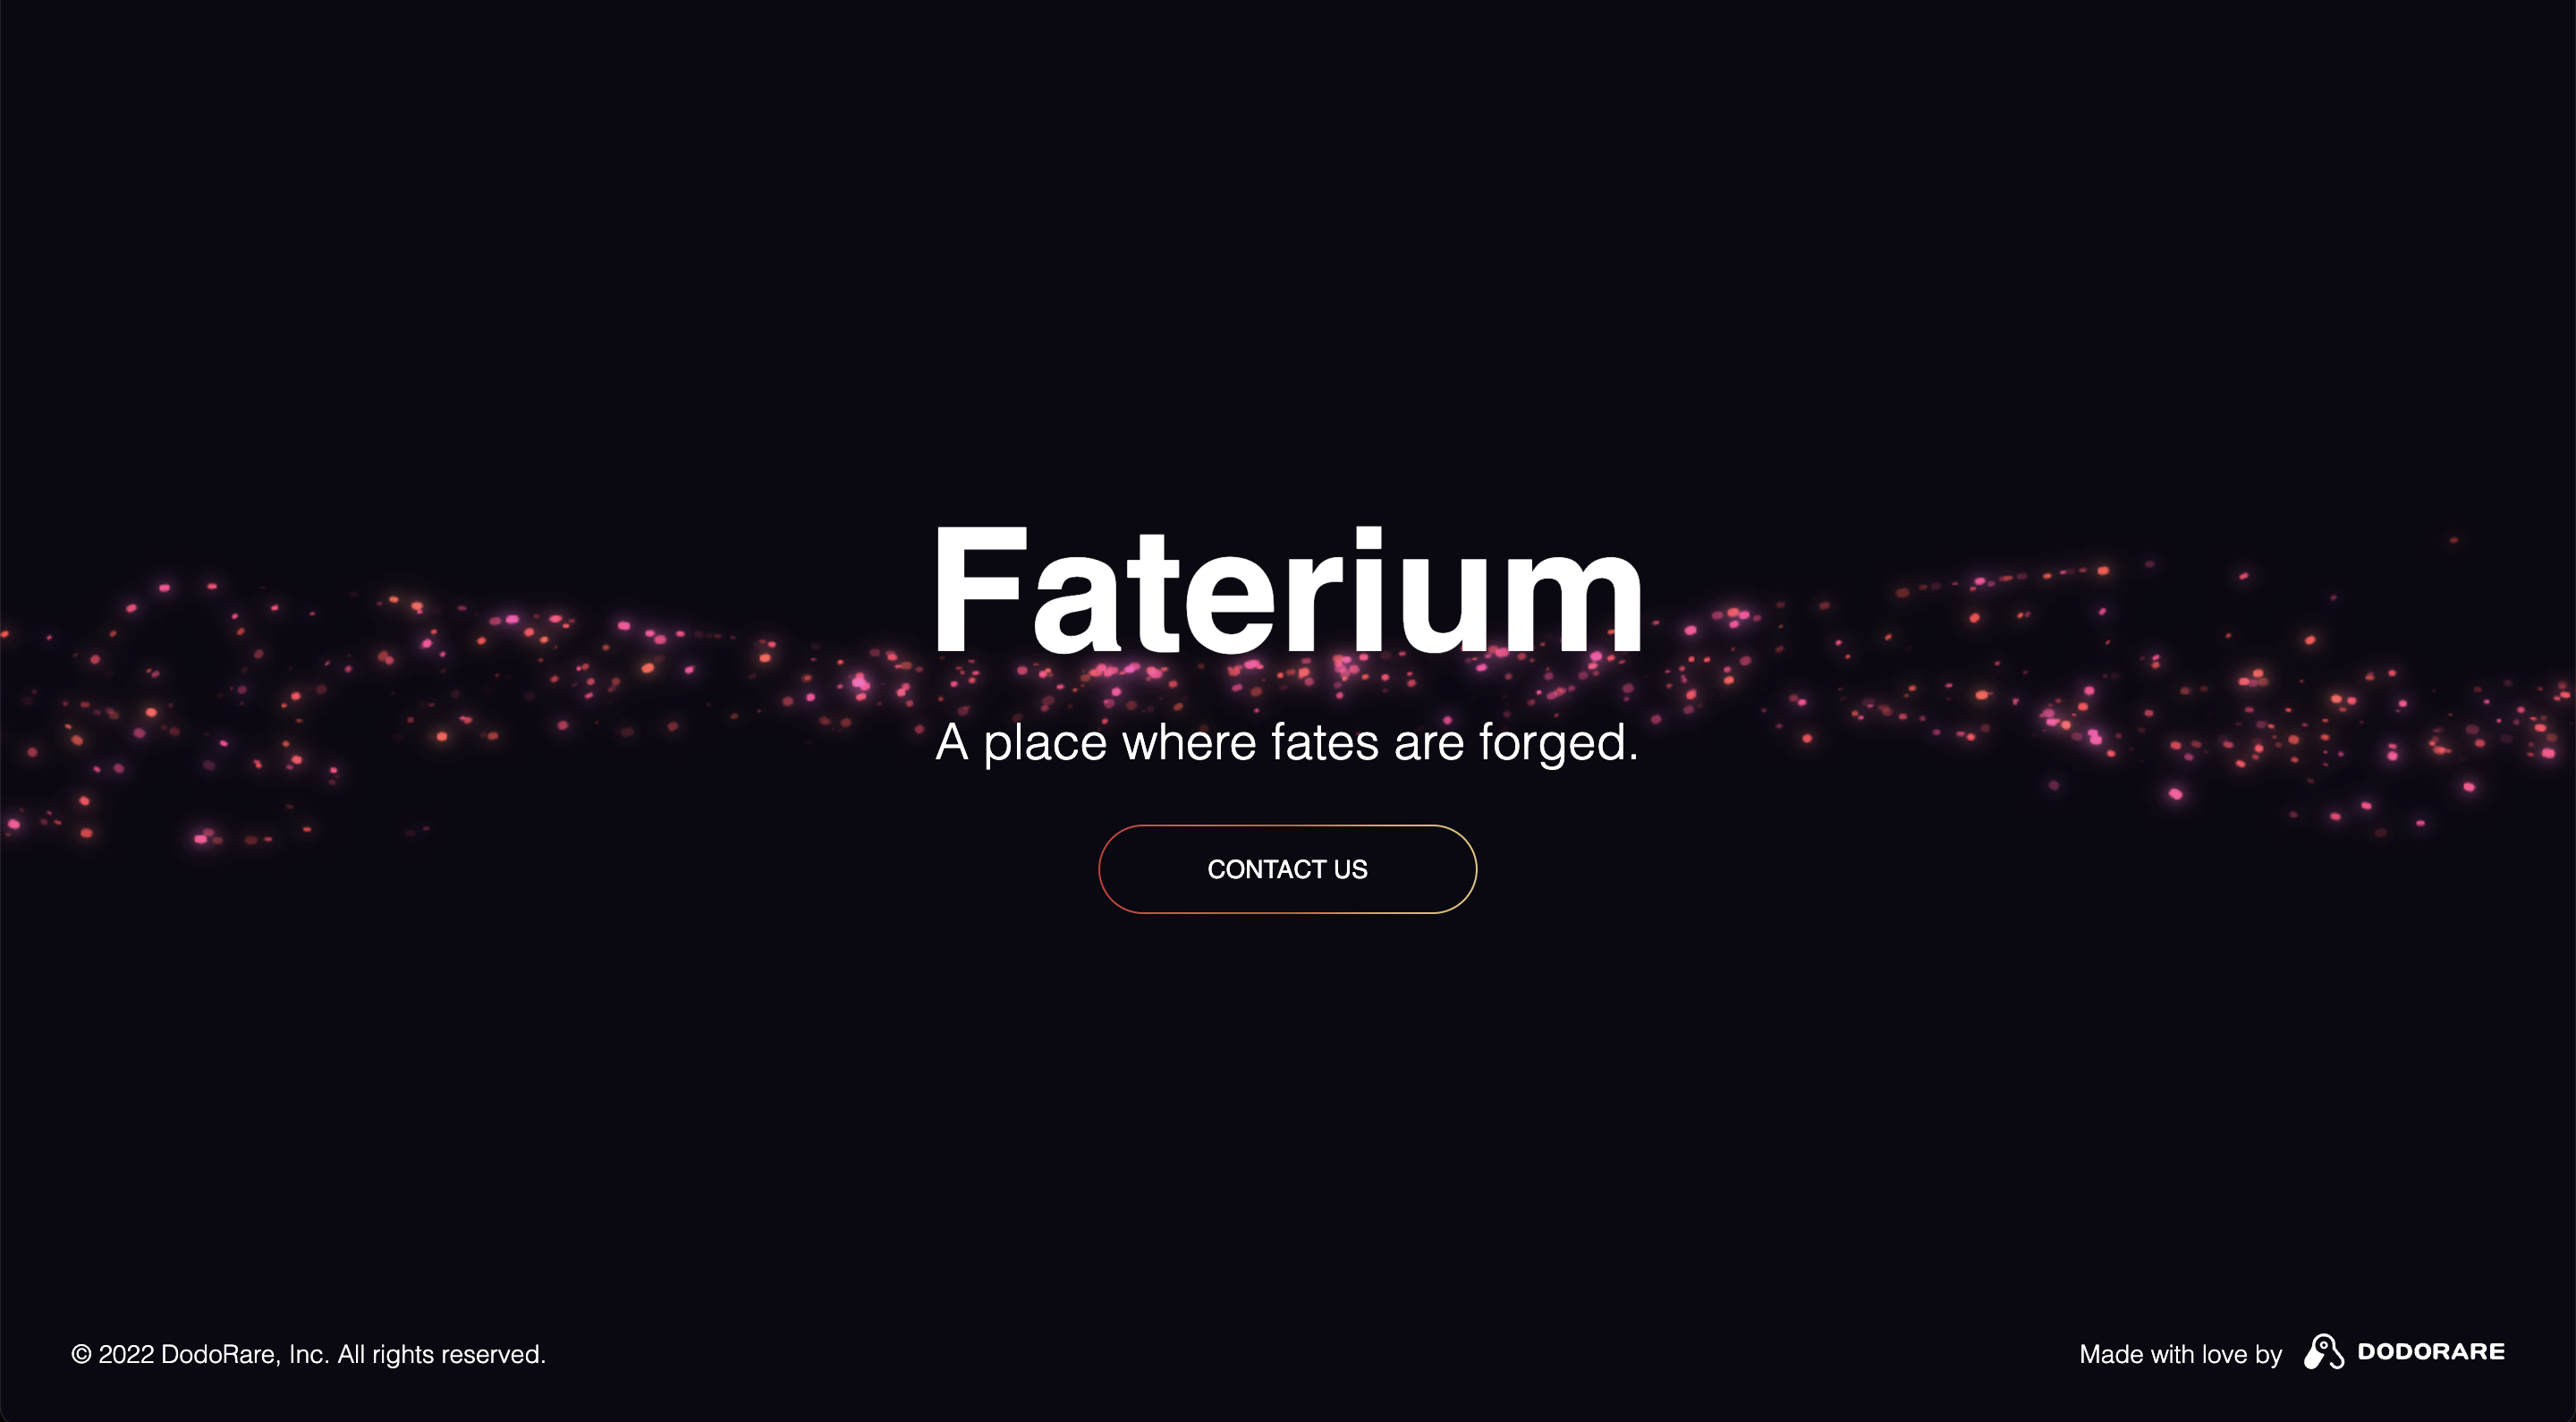 Faterium
A place where fates are forged.
CONTACT US
© 2022 DodoRare, Inc. All rights reserved.
Made with love by DODORARE